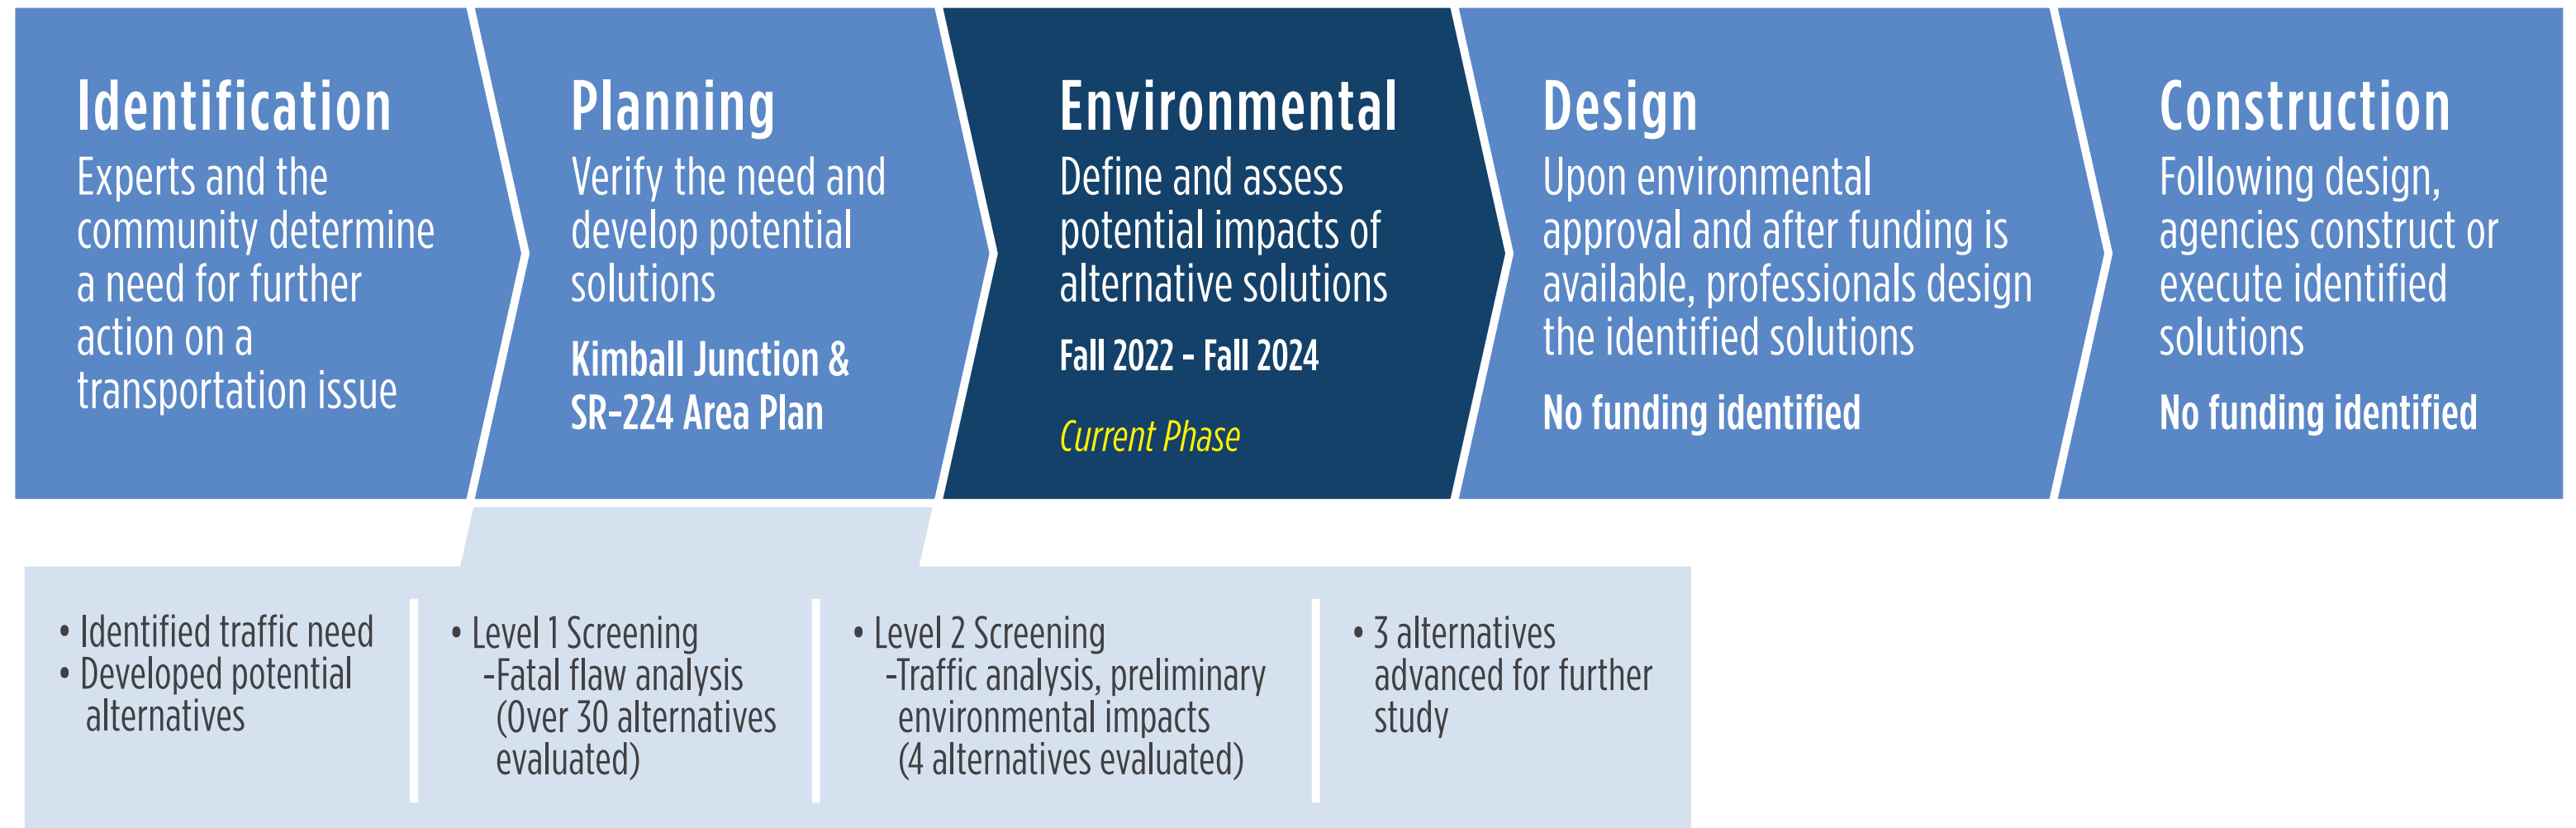 Identification
Experts and the
community determine
a need for further
action on a
transportation issue
Planning
Verify the need and
develop potential
solutions
Kimball Junction &
SR-224 Area Plan
Environmental
Define and assess
potential impacts of
alternative solutions
Fall 2022 - Fall 2024
Current Phase
Design
Upon environmental
approval and after funding is
available, professionals design
the identified solutions
No funding identified
Construction
Following design,
agencies construct or
execute identified
solutions
No funding identified
• Identified traffic need
• Developed potential
alternatives
• Level 1 Screening
-Fatal flaw analysis
(Over 30 alternatives
evaluated)
• Level 2 Screening
-Traffic analysis, preliminary
environmental impacts
(4 alternatives evaluated)
• 3 alternatives
advanced for further
study